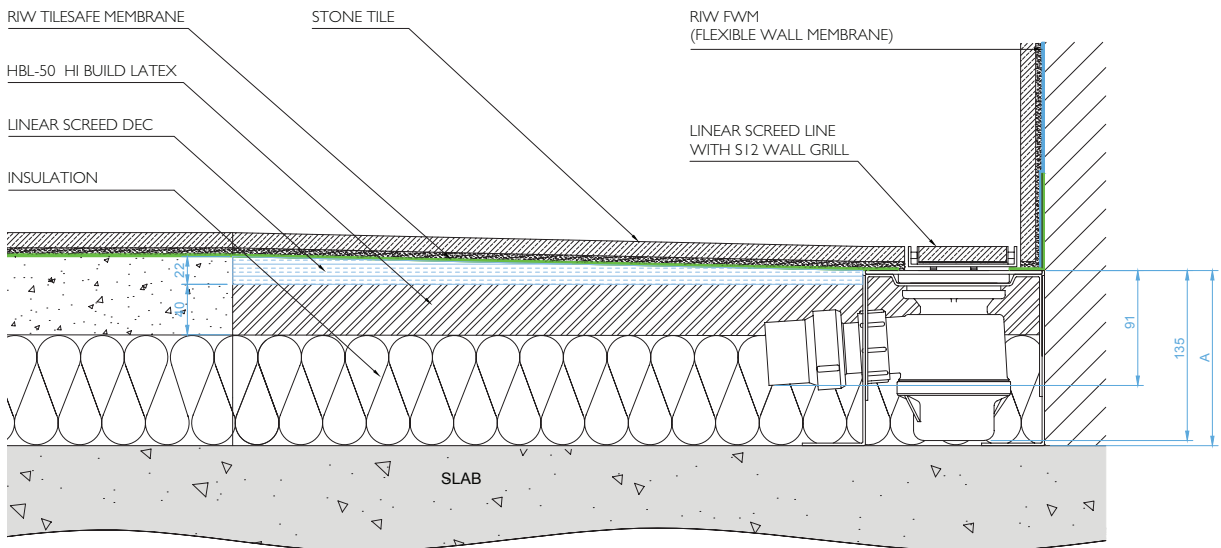 RIW TILESAFE MEMBRANE
STONE TILE
RIW FWM
(FLEXIBLE WALL MEMBRANE)
HBL-50 HI BUILD LATEX
LINEAR SCREED DEC
LINEAR SCREED LINE
WITH S12 WALL GRILL
INSULATION
22
40
91
135
A
SLAB